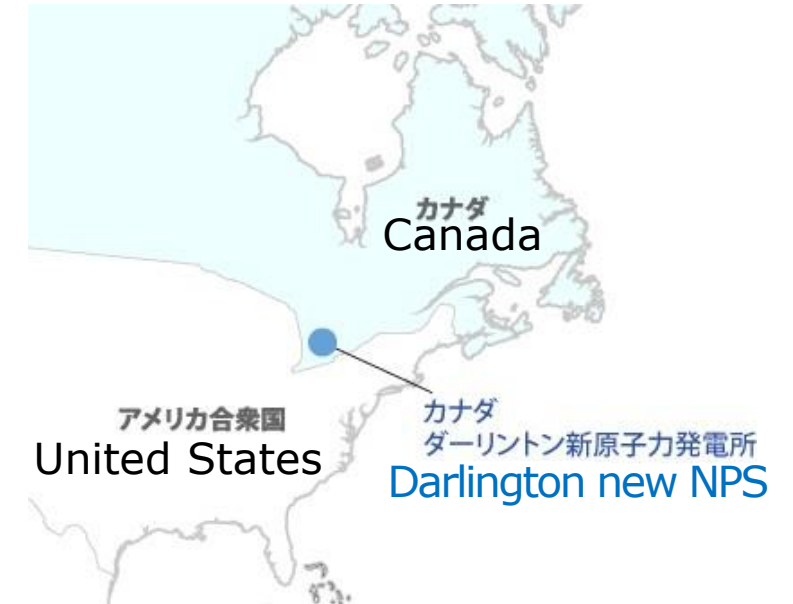 カナダ
Canada
アメリカ合衆国
United States
カナダ
ダーリントン新原子力発電所
Darlington new NPS